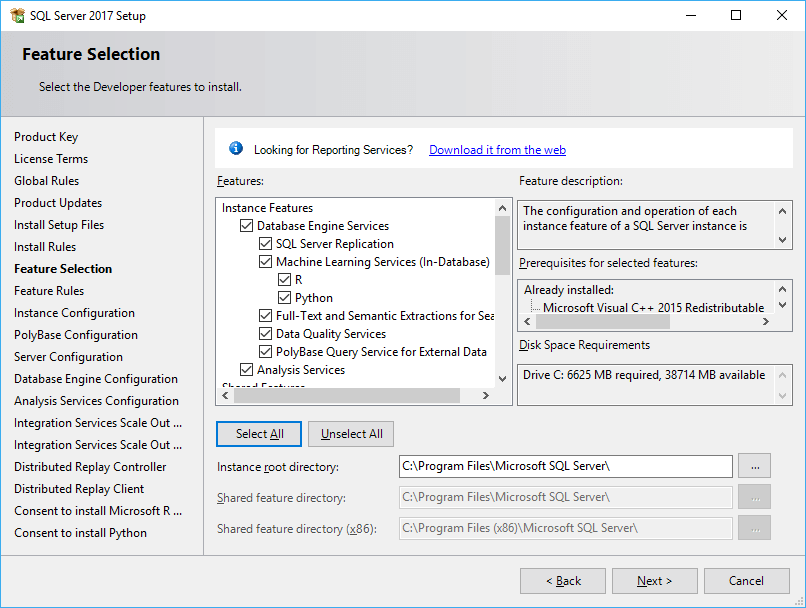 SQL Server 2017 Setup
Feature Selection
Select the Developer features to install.
Product Key
License Terms
Global Rules
Product Updates
Install Setup Files
Install Rules
Feature Selection
Feature Rules
Instance Configuration
PolyBase Configuration
Server Configuration
Database Engine Configuration
Analysis Services Configuration
Integration Services Scale Out ...
Integration Services Scale Out ...
Distributed Replay Controller
Distributed Replay Client
Consent to install Microsoft R ...
Consent to install Python
Looking for Reporting Services? Download it from the web
Features:
Instance Features
Database Engine Services
SQL Server Replication
Machine Learning Services (In-Database)
R
Python
Full-Text and Semantic Extractions for Sea
Data Quality Services
PolyBase Query Service for External Data
Analysis Services
Shared Features
Feature description:
The configuration and operation of each
instance feature of a SQL Server instance is
Prerequisites for selected features:
Already installed:
Microsoft Visual C++ 2015 Redistributable
Disk Space Requirements
Drive C: 6625 MB required, 38714 MB available
Select All
Unselect All
Instance root directory: C:\Program Files\Microsoft SQL Server\ ...
Shared feature directory: C:\Program Files\Microsoft SQL Server\ ...
Shared feature directory (x86): C:\Program Files (x86)\Microsoft SQL Server\ ...
< Back
Next >
Cancel